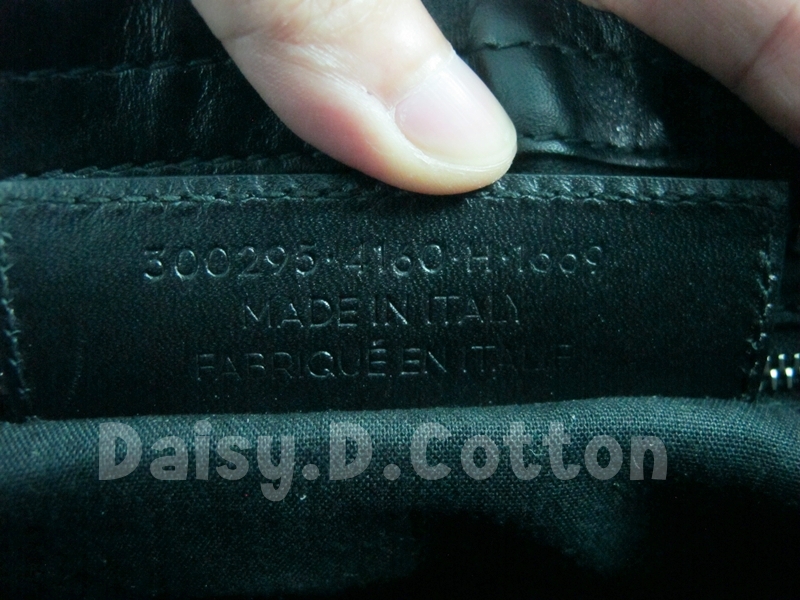 300295·4160·H·1669
MADE IN ITALY
FABRIQUÉ EN ITALIE
Daisy.D.Cotton